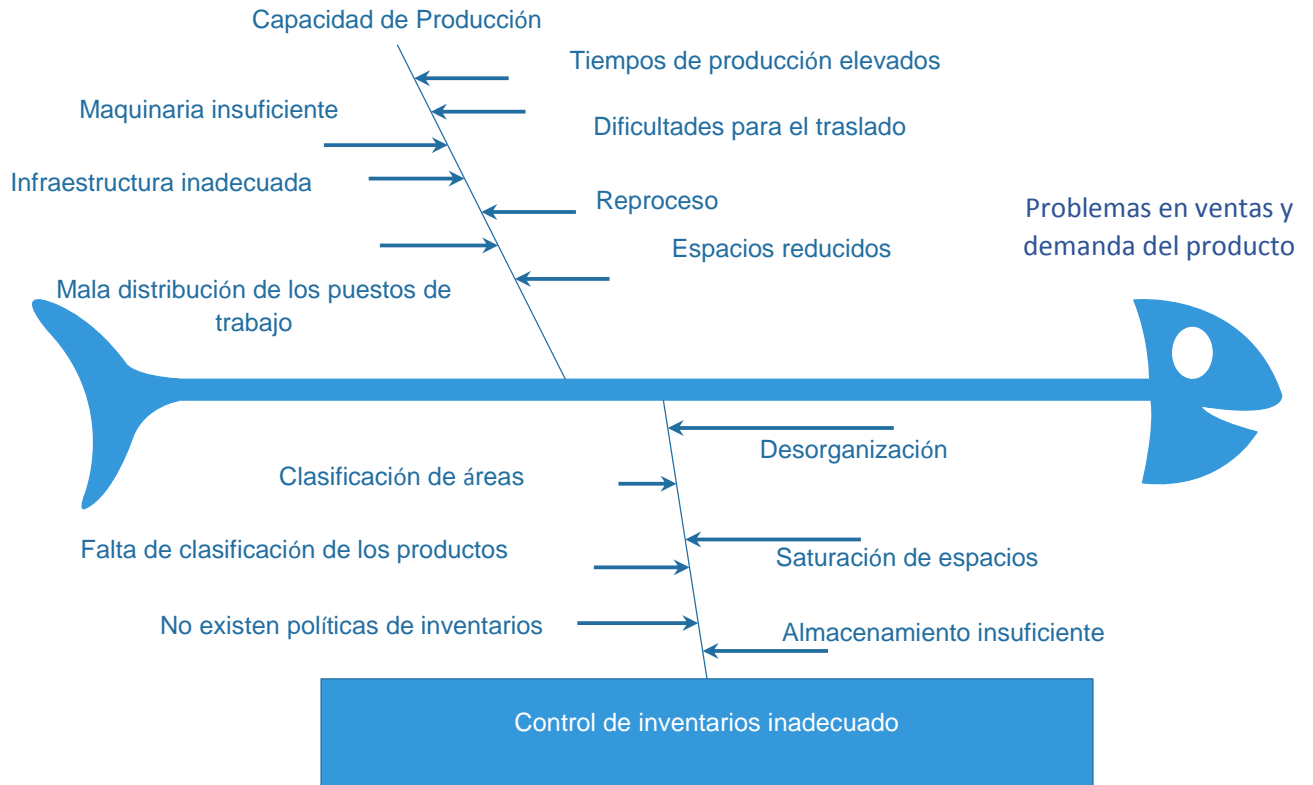 Capacidad de Producción
Tiempos de producción elevados
Maquinaria insuficiente
Dificultades para el traslado
Infraestructura inadecuada
Reproceso
Problemas en ventas y
demanda del producto
Espacios reducidos
Mala distribución de los puestos de
trabajo
Desorganización
Clasificación de áreas
Falta de clasificación de los productos
Saturación de espacios
No existen políticas de inventarios
Almacenamiento insuficiente
Control de inventarios inadecuado